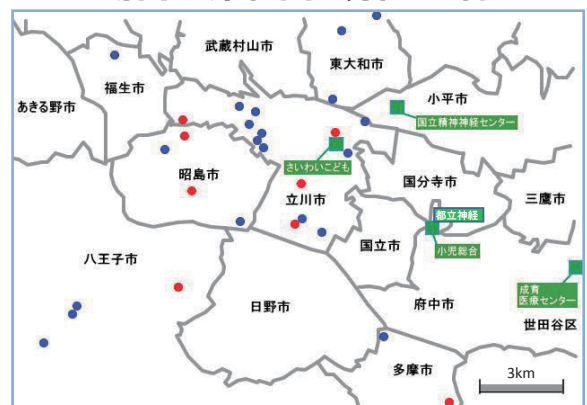 武蔵村山市
東大和市
福生市
小平市
あきる野市
国立精神神経センター
さいわいこども
昭島市
国分寺市
三鷹市
立川市
都立神経
小児総合
国立市
八王子市
成育
医療センター
府中市
日野市
世田谷区
多摩市
3km